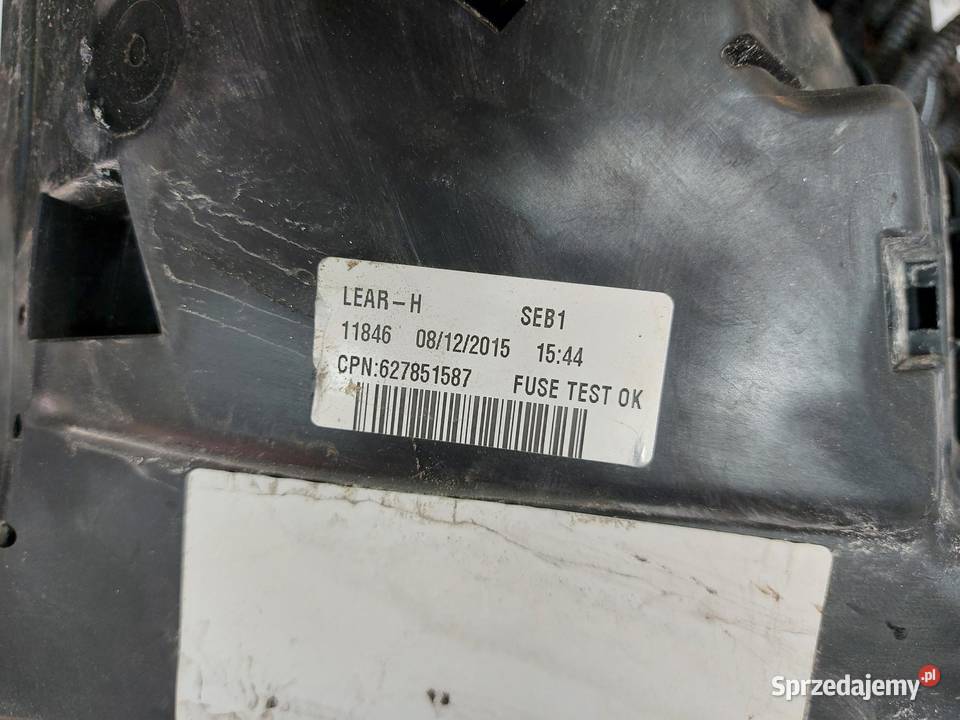 LEAR-H SEB1
11846 08/12/2015 15:44
CPN:627851587 FUSE TEST OK
Sprzedajemy.pl